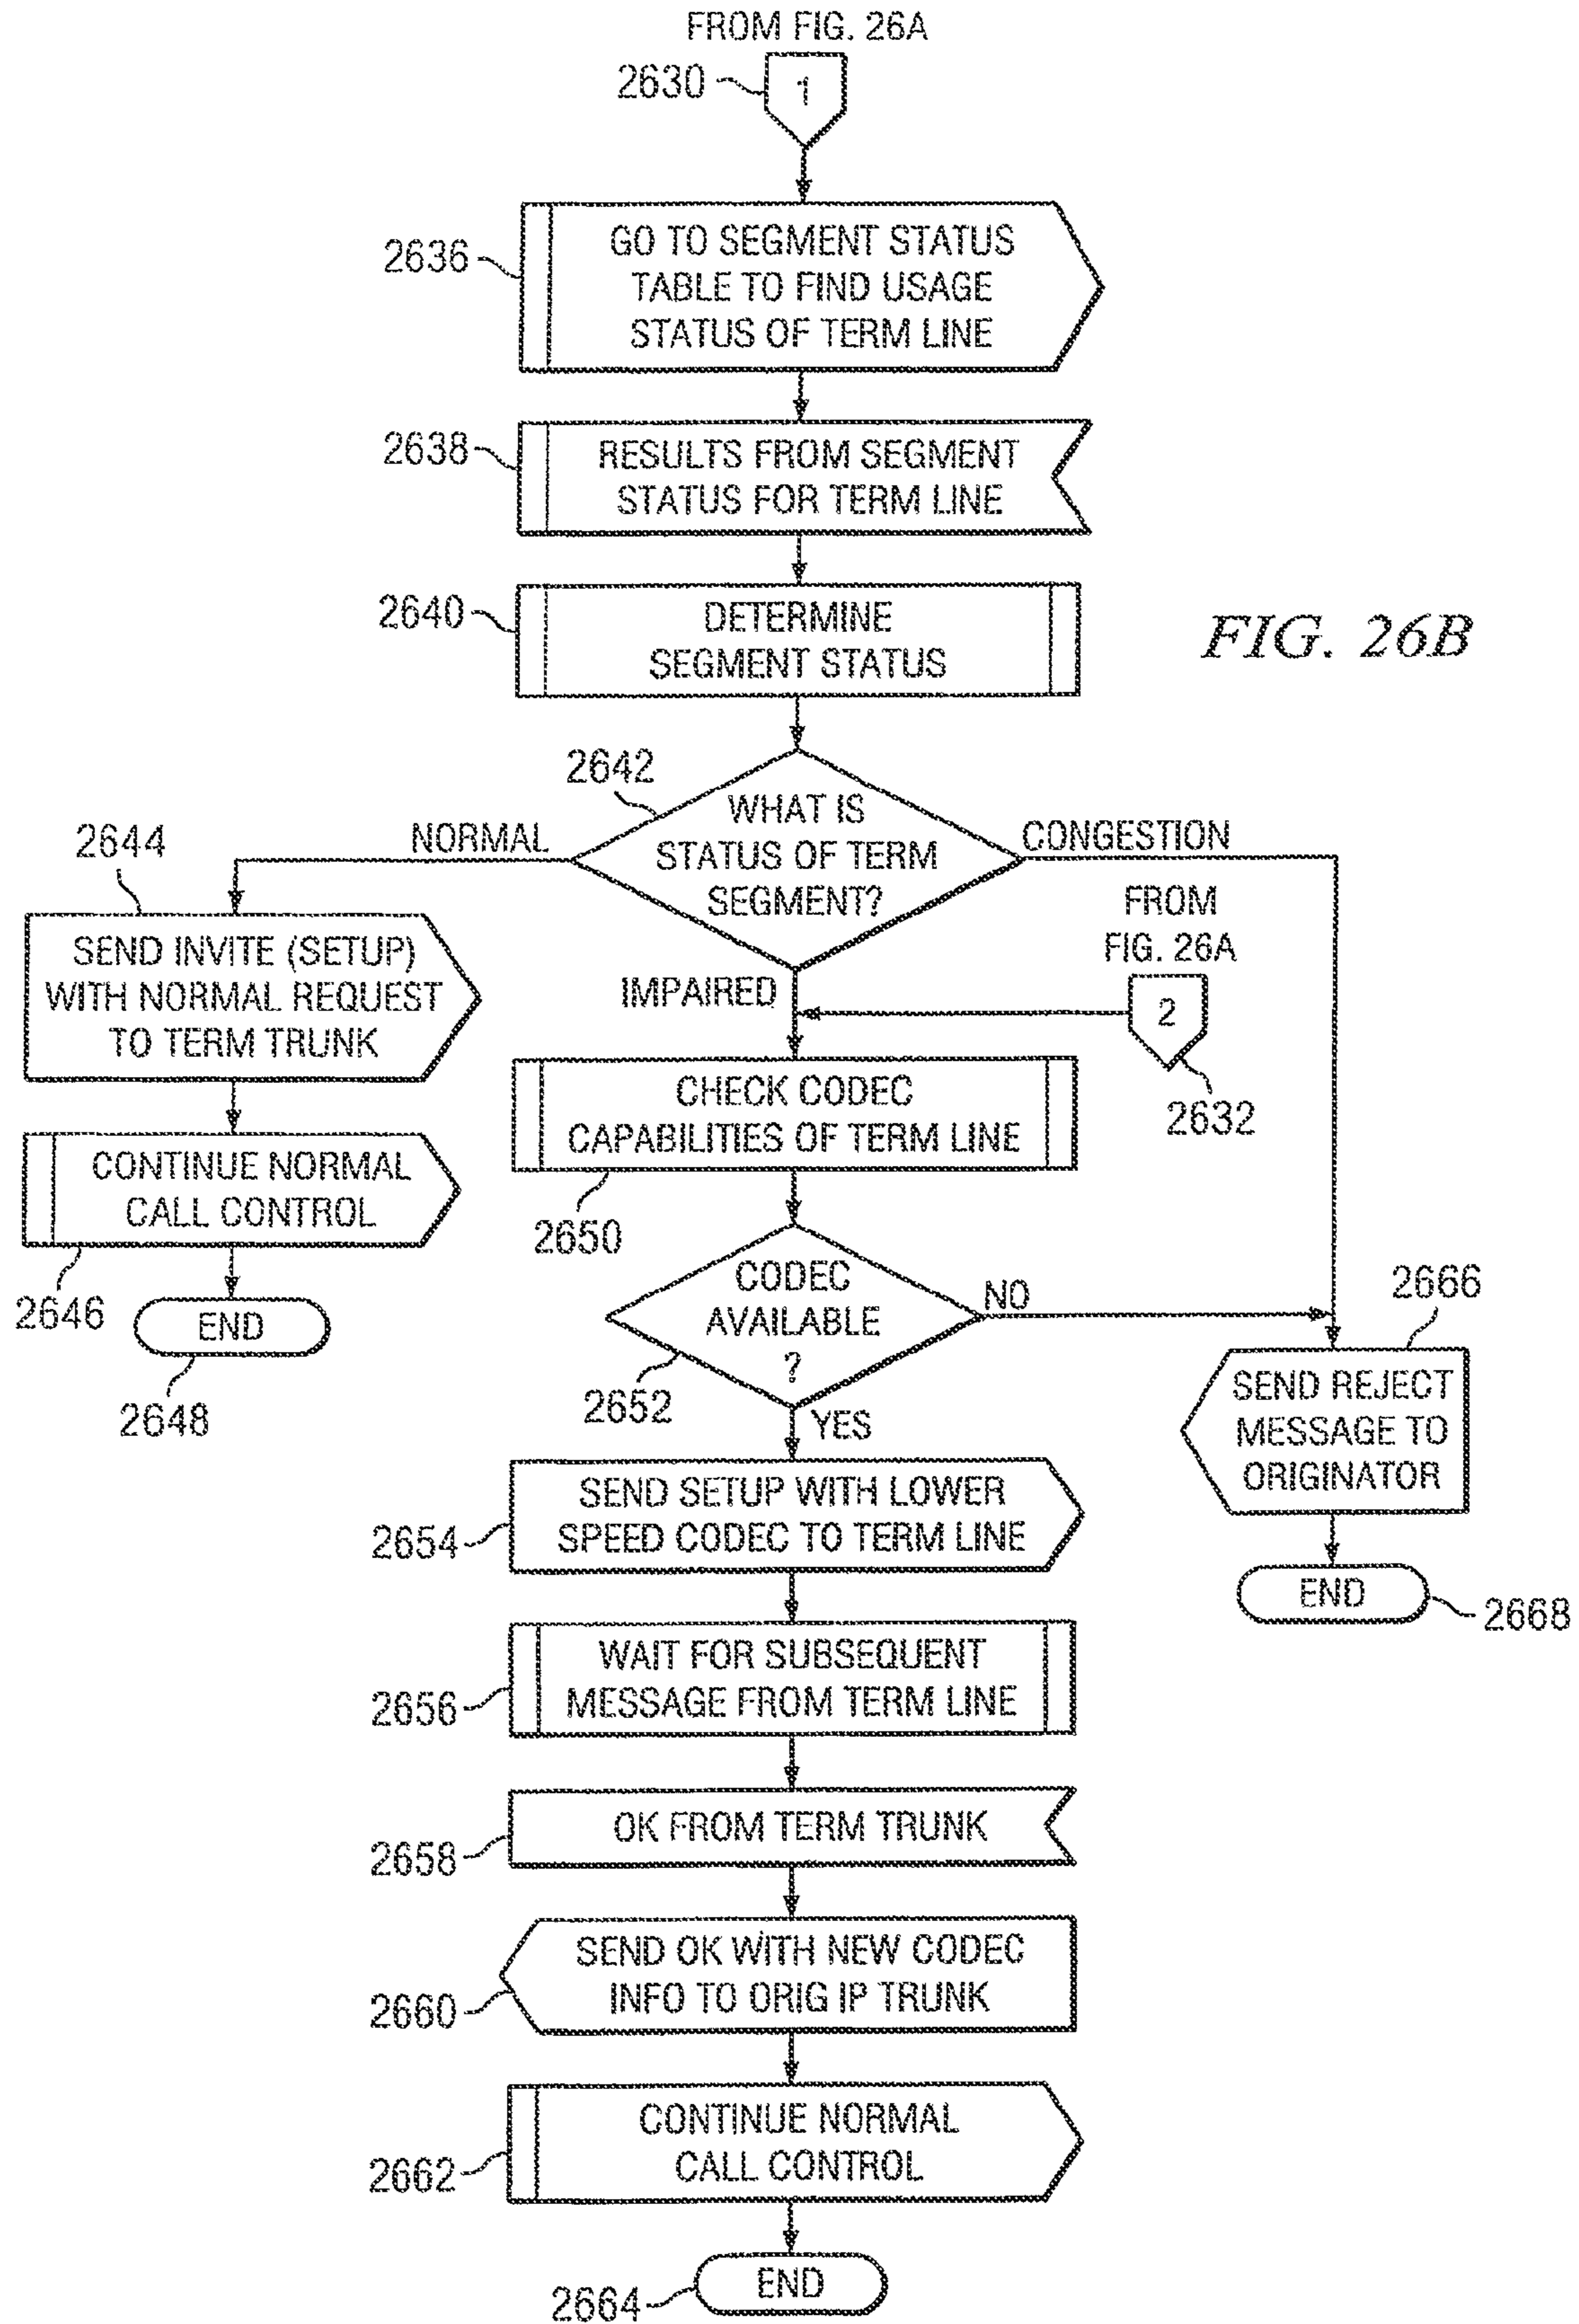 FROM FIG. 26A
2630
1
2636
GO TO SEGMENT STATUS
TABLE TO FIND USAGE
STATUS OF TERM LINE
2638
RESULTS FROM SEGMENT
STATUS FOR TERM LINE
2640
DETERMINE
SEGMENT STATUS
FIG. 26B
2642
WHAT IS
STATUS OF TERM
SEGMENT?
NORMAL
CONGESTION
IMPAIRED
2644
SEND INVITE (SETUP)
WITH NORMAL REQUEST
TO TERM TRUNK
CONTINUE NORMAL
CALL CONTROL
2646
END
2648
FROM
FIG. 26A
2
2632
CHECK CODEC
CAPABILITIES OF TERM LINE
2650
CODEC
AVAILABLE
?
2652
NO
YES
2666
SEND REJECT
MESSAGE TO
ORIGINATOR
END
2668
SEND SETUP WITH LOWER
SPEED CODEC TO TERM LINE
2654
WAIT FOR SUBSEQUENT
MESSAGE FROM TERM LINE
2656
OK FROM TERM TRUNK
2658
SEND OK WITH NEW CODEC
INFO TO ORIG IP TRUNK
2660
CONTINUE NORMAL
CALL CONTROL
2662
END
2664